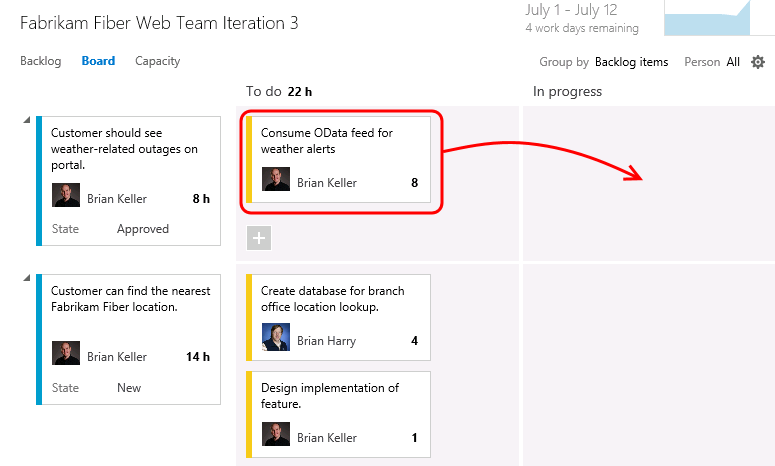 Fabrikam Fiber Web Team Iteration 3
July 1 - July 12
4 work days remaining
Backlog Board Capacity
Group by Backlog items Person All
To do 22 h
In progress
Customer should see
weather-related outages on
portal.
Brian Keller 8 h
State Approved
Consume OData feed for
weather alerts
Brian Keller 8
Customer can find the nearest
Fabrikam Fiber location.
Brian Keller 14 h
State New
Create database for branch
office location lookup.
Brian Harry 4
Design implementation of
feature.
Brian Keller 1